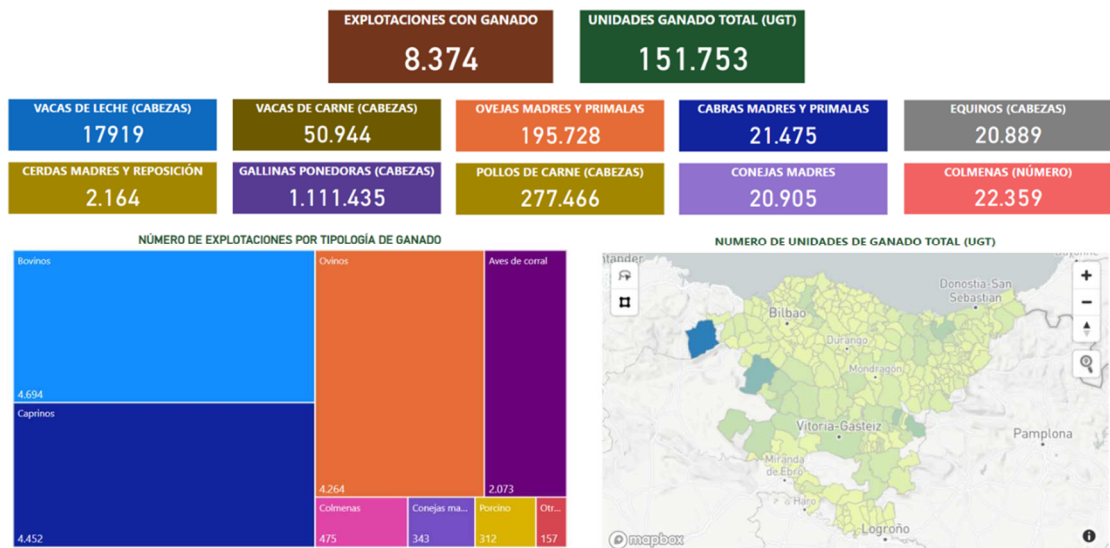 EXPLOTACIONES CON GANADO
8.374
UNIDADES GANADO TOTAL (UGT)
151.753
VACAS DE LECHE (CABEZAS)
17919
VACAS DE CARNE (CABEZAS)
50.944
OVEJAS MADRES Y PRIMALAS
195.728
CABRAS MADRES Y PRIMALAS
21.475
EQUINOS (CABEZAS)
20.889
CERDAS MADRES Y REPOSICIÓN
2.164
GALLINAS PONEDORAS (CABEZAS)
1.111.435
POLLOS DE CARNE (CABEZAS)
277.466
CONEJAS MADRES
20.905
COLMENAS (NÚMERO)
22.359
NÚMERO DE EXPLOTACIONES POR TIPOLOGÍA DE GANADO
Bovinos
4.694
Caprinos
4.452
Ovinos
4.264
Aves de corral
2.073
Colmenas
475
Conejas ma...
343
Porcino
312
Otr...
157
NUMERO DE UNIDADES DE GANADO TOTAL (UGT)
Bilbao
Donostia-San
Sebastián
Durango
Mondragón
Vitoria-Gasteiz
Pamplona
Miranda
de Ebro
Haro
Logroño
mapbox